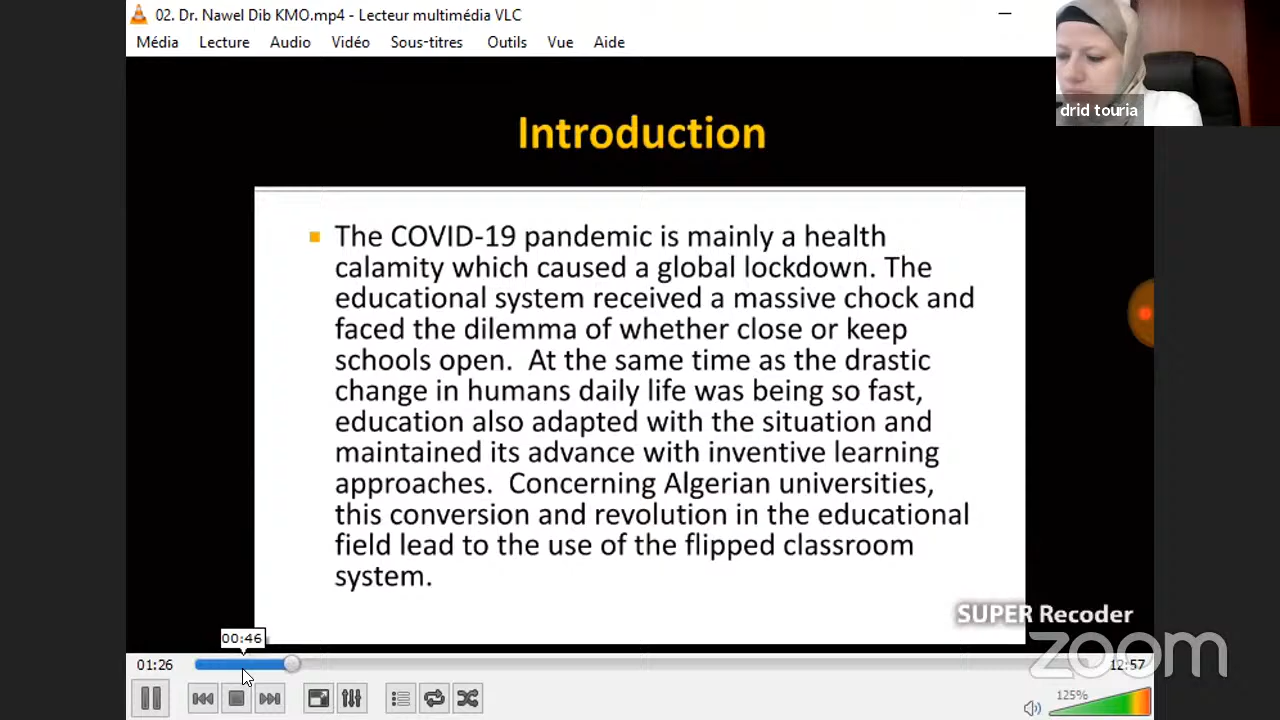 02. Dr. Nawel Dib KMO.mp4 - Lecteur multimédia VLC
Média Lecture Audio Vidéo Sous-titres Outils Vue Aide
drid touria
Introduction
The COVID-19 pandemic is mainly a health
calamity which caused a global lockdown. The
educational system received a massive chock and
faced the dilemma of whether close or keep
schools open. At the same time as the drastic
change in humans daily life was being so fast,
education also adapted with the situation and
maintained its advance with inventive learning
approaches. Concerning Algerian universities,
this conversion and revolution in the educational
field lead to the use of the flipped classroom
system.
SUPER Recoder
00:46
zoom
01:26
12:57
125%